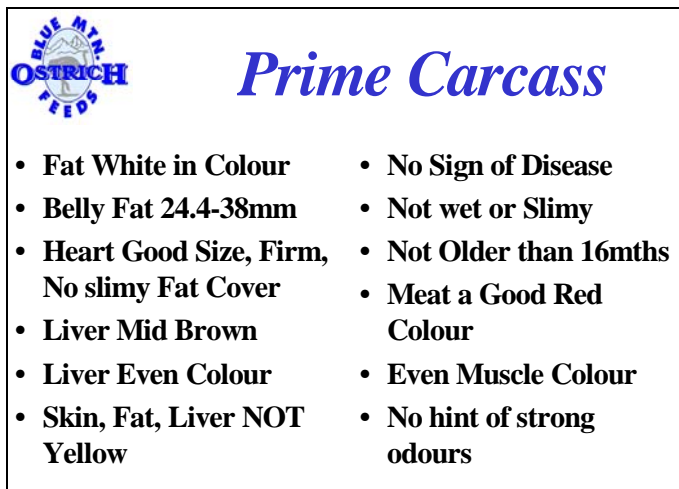 BLUE MTN.
OSTRICH
FEEDS
Prime Carcass
• Fat White in Colour
• Belly Fat 24.4-38mm
• Heart Good Size, Firm,
No slimy Fat Cover
• Liver Mid Brown
• Liver Even Colour
• Skin, Fat, Liver NOT
Yellow
• No Sign of Disease
• Not wet or Slimy
• Not Older than 16mths
• Meat a Good Red
Colour
• Even Muscle Colour
• No hint of strong
odours